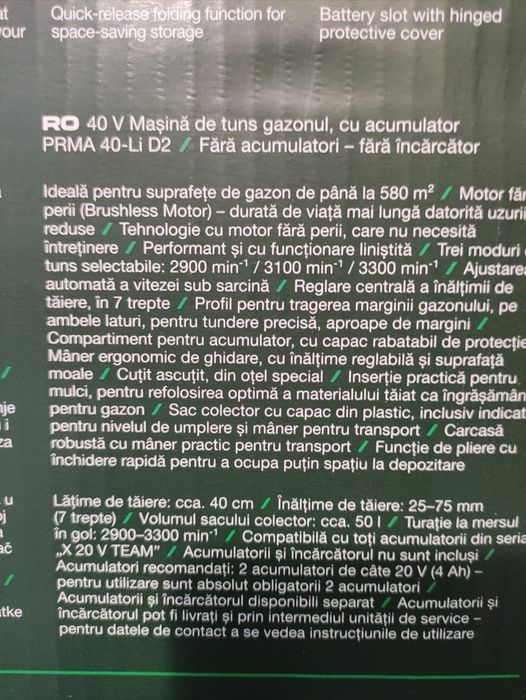 at Quick-release folding function for Battery slot with hinged
your space-saving storage protective cover
RO 40 V Mașină de tuns gazonul, cu acumulator
PRMA 40-Li D2 / Fără acumulatori – fără încărcător
Ideală pentru suprafețe de gazon de până la 580 m² / Motor făr
perii (Brushless Motor) – durată de viață mai lungă datorită uzurii
reduse / Tehnologie cu motor fără perii, care nu necesită
întreținere / Performant și cu funcționare liniștită / Trei moduri
tuns selectabile: 2900 min⁻¹ / 3100 min⁻¹ / 3300 min⁻¹ / Ajustarea
automată a vitezei sub sarcină / Reglare centrală a înălțimii de
tăiere, în 7 trepte / Profil pentru tragerea marginii gazonului, pe
ambele laturi, pentru tundere precisă, aproape de margini /
Compartiment pentru acumulator, cu capac rabatabil de protecție
Mâner ergonomic de ghidare, cu înălțime reglabilă și suprafață
/ moale / Cuțit ascuțit, din oțel special / Inserție practică pentru
mulci, pentru refolosirea optimă a materialului tăiat ca îngrășămân
nje pentru gazon / Sac colector cu capac din plastic, inclusiv indicat
i i pentru nivelul de umplere și mâner pentru transport / Carcasă
za robustă cu mâner practic pentru transport / Funcție de pliere cu
închidere rapidă pentru a ocupa puțin spațiu la depozitare
u Lățime de tăiere: cca. 40 cm / Înălțime de tăiere: 25–75 mm
oj (7 trepte) / Volumul sacului colector: cca. 50 l / Turație la mersul
a în gol: 2900–3300 min⁻¹ / Compatibilă cu toți acumulatorii din seria
ač „X 20 V TEAM” / Acumulatorii și încărcătorul nu sunt incluși /
Acumulatori recomandați: 2 acumulatori de câte 20 V (4 Ah) –
/ pentru utilizare sunt absolut obligatorii 2 acumulatori /
Acumulatorii și încărcătorul disponibili separat / Acumulatorii și
atke încărcătorul pot fi livrați și prin intermediul unității de service –
pentru datele de contact a se vedea instrucțiunile de utilizare